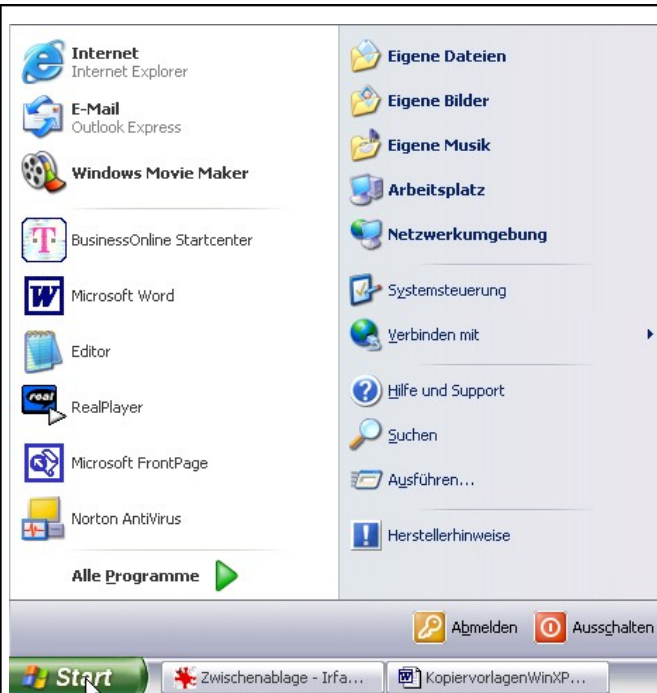 Internet
Internet Explorer
E-Mail
Outlook Express
Windows Movie Maker
T
BusinessOnline Startcenter
W
Microsoft Word
Editor
real
RealPlayer
Microsoft FrontPage
Norton AntiVirus
Alle Programme
Eigene Dateien
Eigene Bilder
Eigene Musik
Arbeitsplatz
Netzwerkumgebung
Systemsteuerung
Verbinden mit
Hilfe und Support
Suchen
Ausführen...
Herstellerhinweise
Abmelden
Ausschalten
Start
Zwischenablage - Irfa...
KopiervorlagenWinXP...